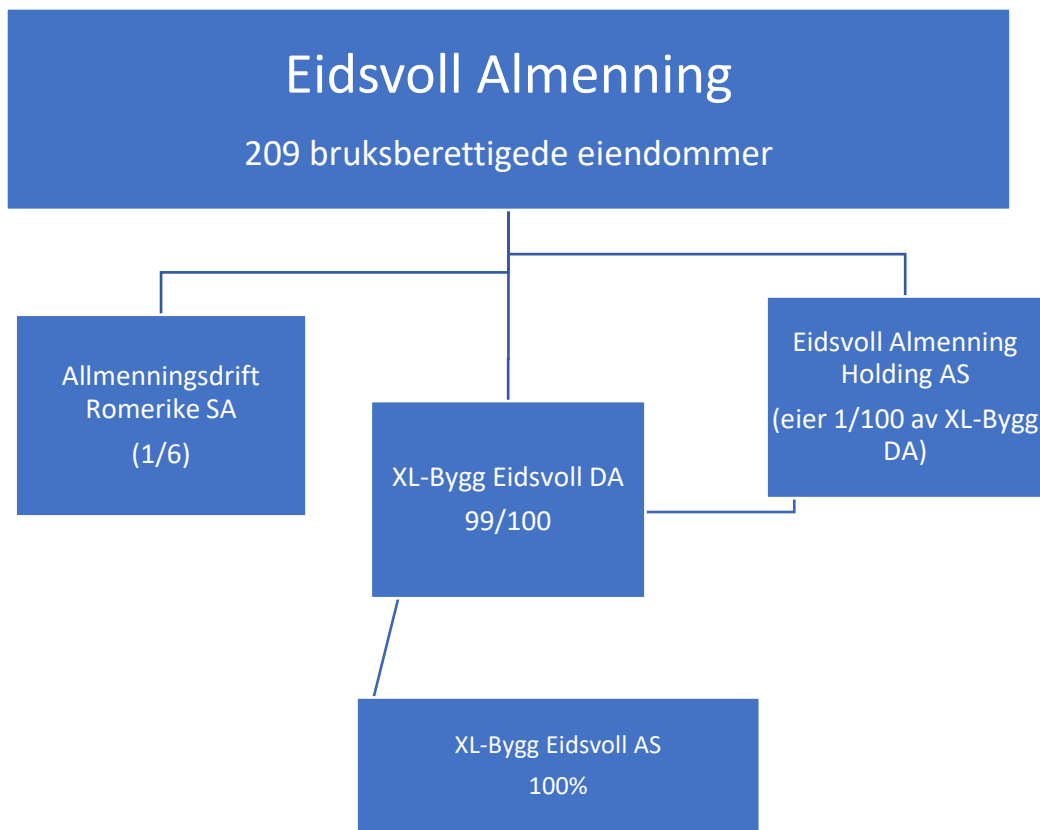 Eidsvoll Almenning
209 bruksberettigede eiendommer
Allmenningsdrift
Romerike SA
(1/6)
XL-Bygg Eidsvoll DA
99/100
Eidsvoll Almenning
Holding AS
(eier 1/100 av XL-Bygg
DA)
XL-Bygg Eidsvoll AS
100%